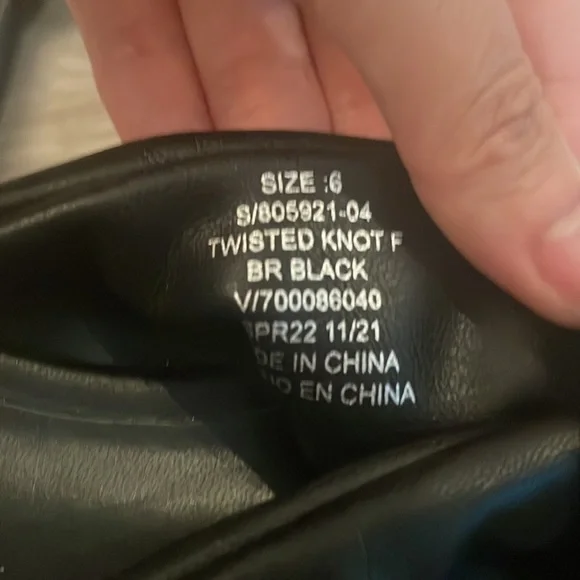 SIZE :6
S/805921-04
TWISTED KNOT F
BR BLACK
V/700086040
PR22 11/21
DE IN CHINA
O EN CHINA